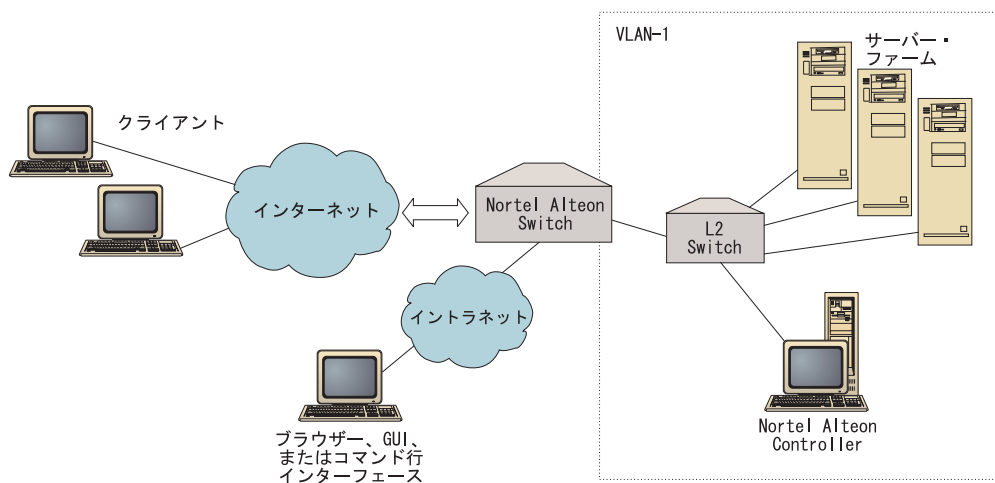 VLAN-1
サーバー・
ファーム
クライアント
インターネット
Nortel Alteon
Switch
L2
Switch
イントラネット
ブラウザー、GUI、
またはコマンド行
インターフェース
Nortel Alteon
Controller